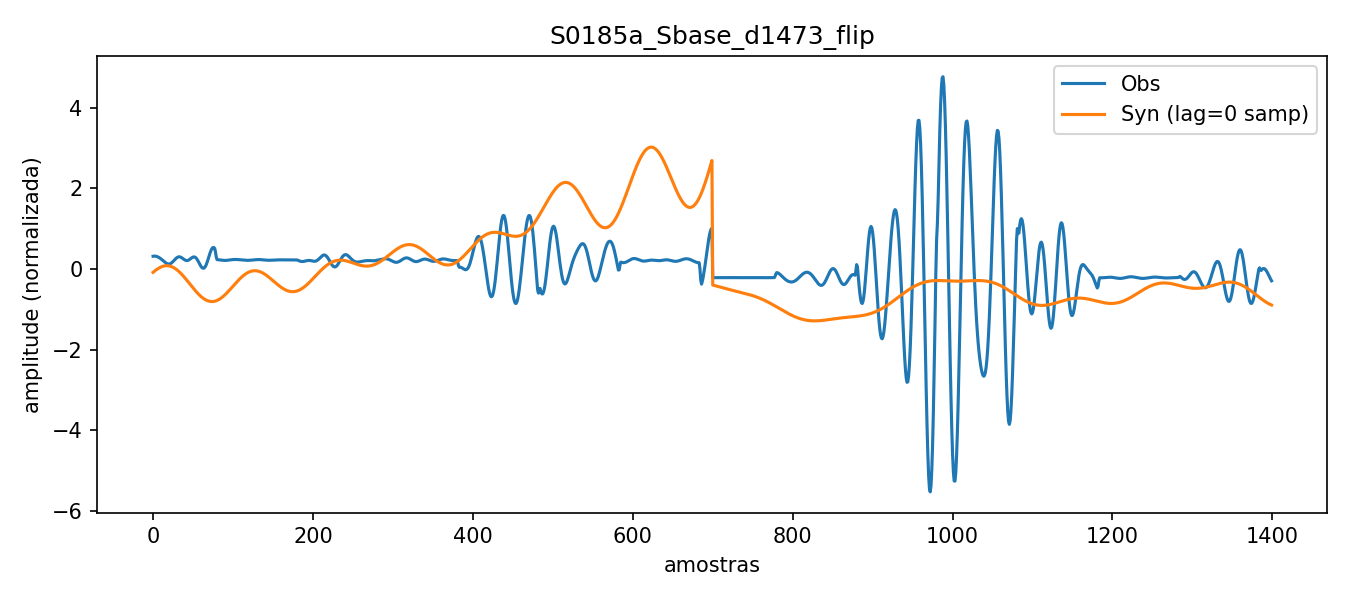 S0185a_Sbase_d1473_flip
Obs
Syn (lag=0 samp)
amplitude (normalizada)
4
2
0
−2
−4
−6
0
200
400
600
800
1000
1200
1400
amostras